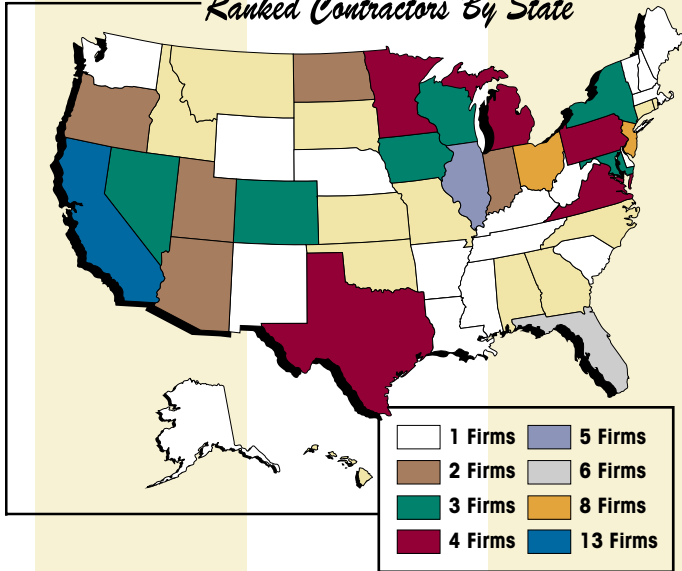 Ranked Contractors By State
1 Firms
5 Firms
2 Firms
6 Firms
3 Firms
8 Firms
4 Firms
13 Firms